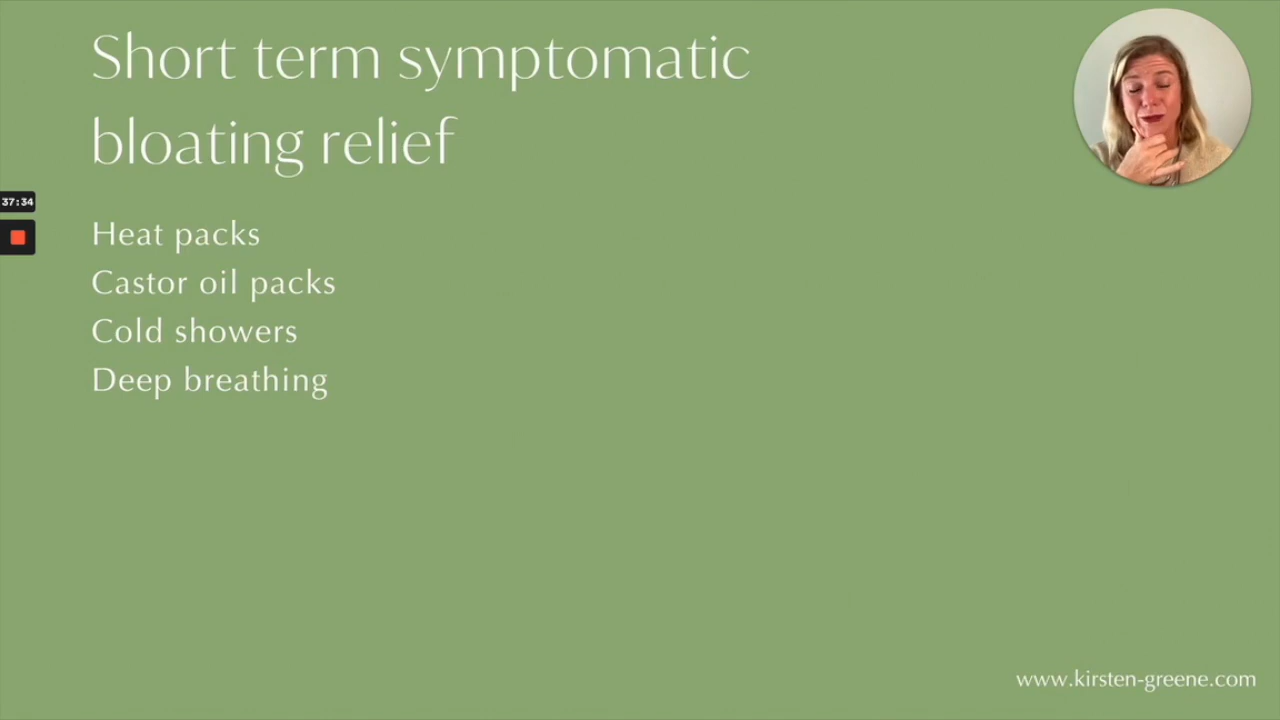 Short term symptomatic
bloating relief
37:34
Heat packs
Castor oil packs
Cold showers
Deep breathing
www.kirsten-greene.com